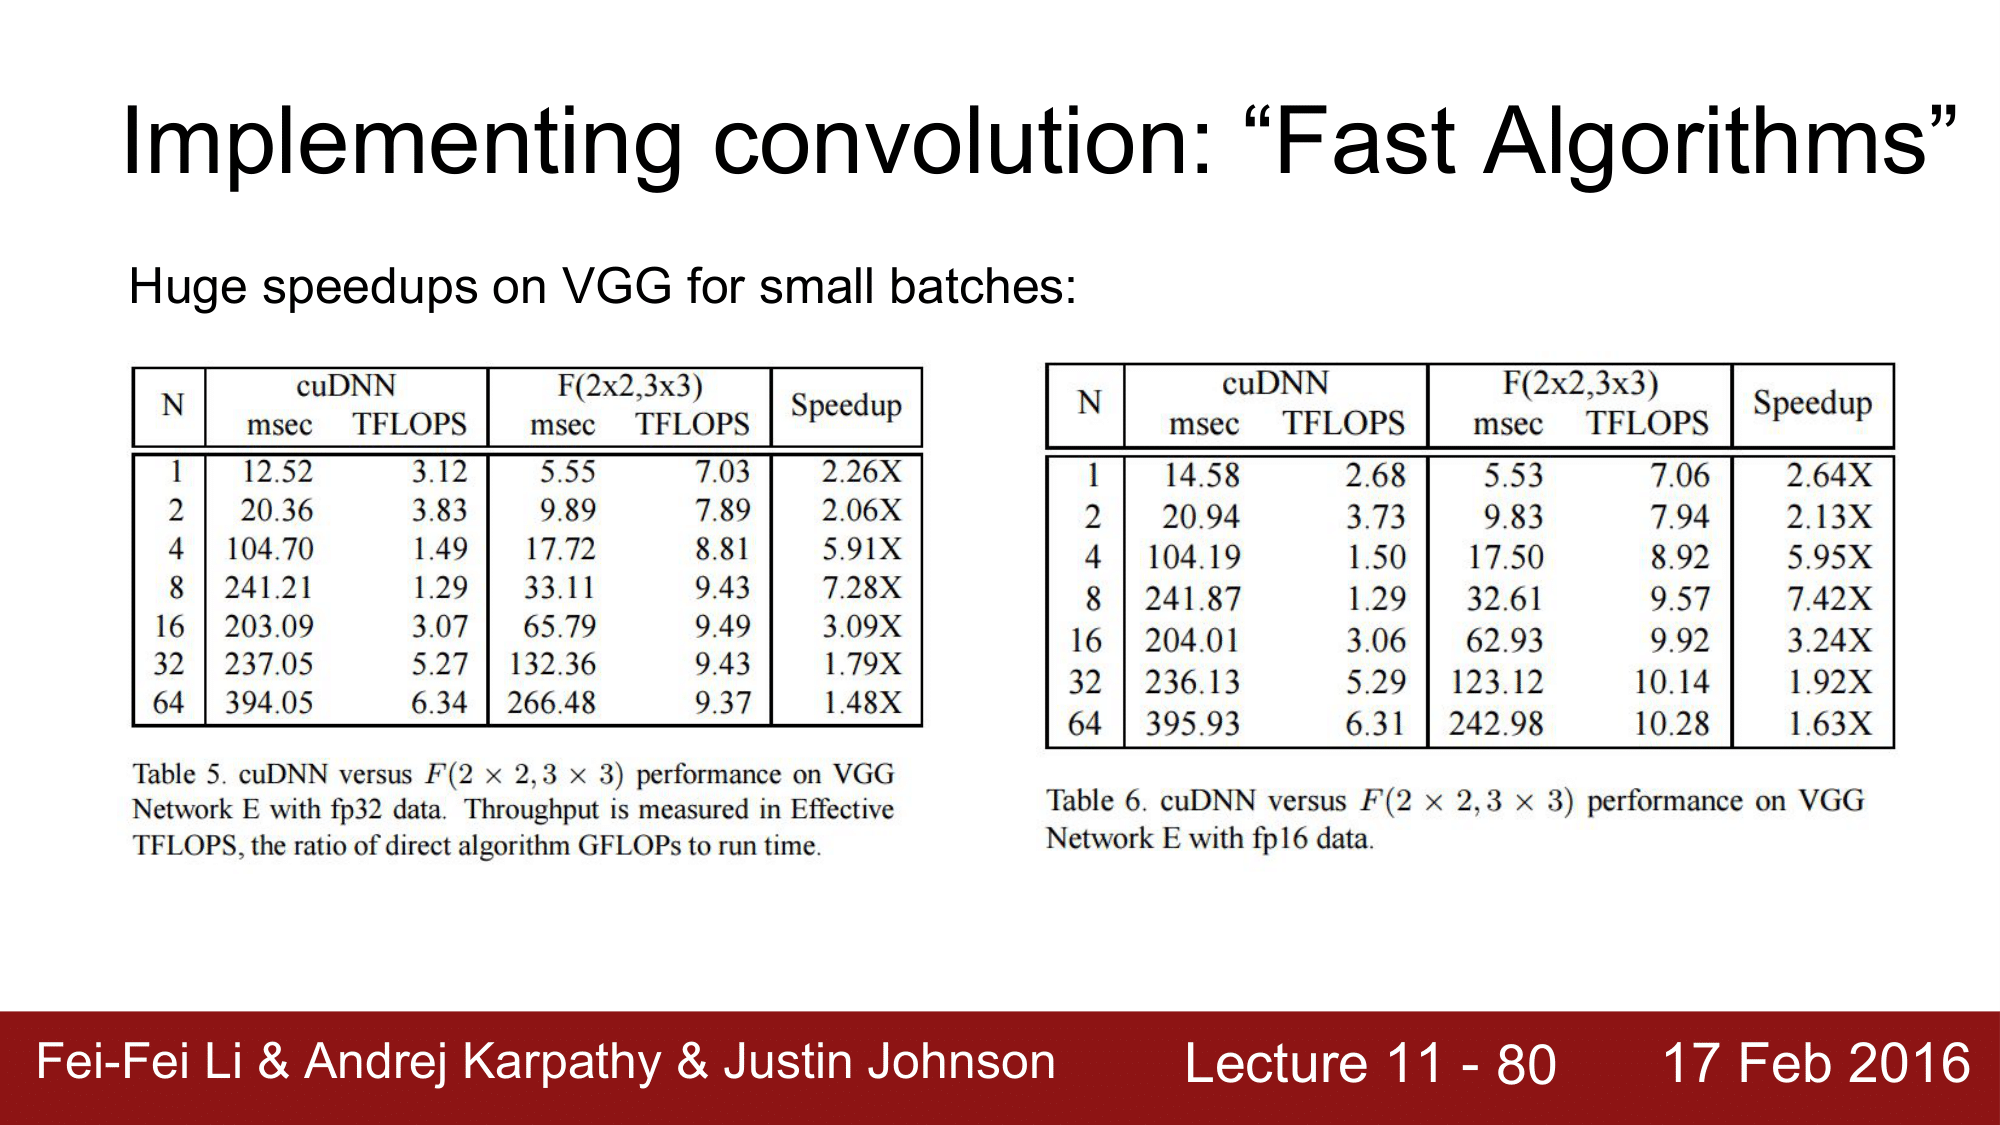 Implementing convolution: “Fast Algorithms”
Huge speedups on VGG for small batches:
N cuDNN F(2x2,3x3) Speedup
msec TFLOPS msec TFLOPS
1 12.52 3.12 5.55 7.03 2.26X
2 20.36 3.83 9.89 7.89 2.06X
4 104.70 1.49 17.72 8.81 5.91X
8 241.21 1.29 33.11 9.43 7.28X
16 203.09 3.07 65.79 9.49 3.09X
32 237.05 5.27 132.36 9.43 1.79X
64 394.05 6.34 266.48 9.37 1.48X
Table 5. cuDNN versus F(2 × 2, 3 × 3) performance on VGG
Network E with fp32 data. Throughput is measured in Effective
TFLOPS, the ratio of direct algorithm GFLOPs to run time.
N cuDNN F(2x2,3x3) Speedup
msec TFLOPS msec TFLOPS
1 14.58 2.68 5.53 7.06 2.64X
2 20.94 3.73 9.83 7.94 2.13X
4 104.19 1.50 17.50 8.92 5.95X
8 241.87 1.29 32.61 9.57 7.42X
16 204.01 3.06 62.93 9.92 3.24X
32 236.13 5.29 123.12 10.14 1.92X
64 395.93 6.31 242.98 10.28 1.63X
Table 6. cuDNN versus F(2 × 2, 3 × 3) performance on VGG
Network E with fp16 data.
Fei-Fei Li & Andrej Karpathy & Justin Johnson Lecture 11 - 80 17 Feb 2016